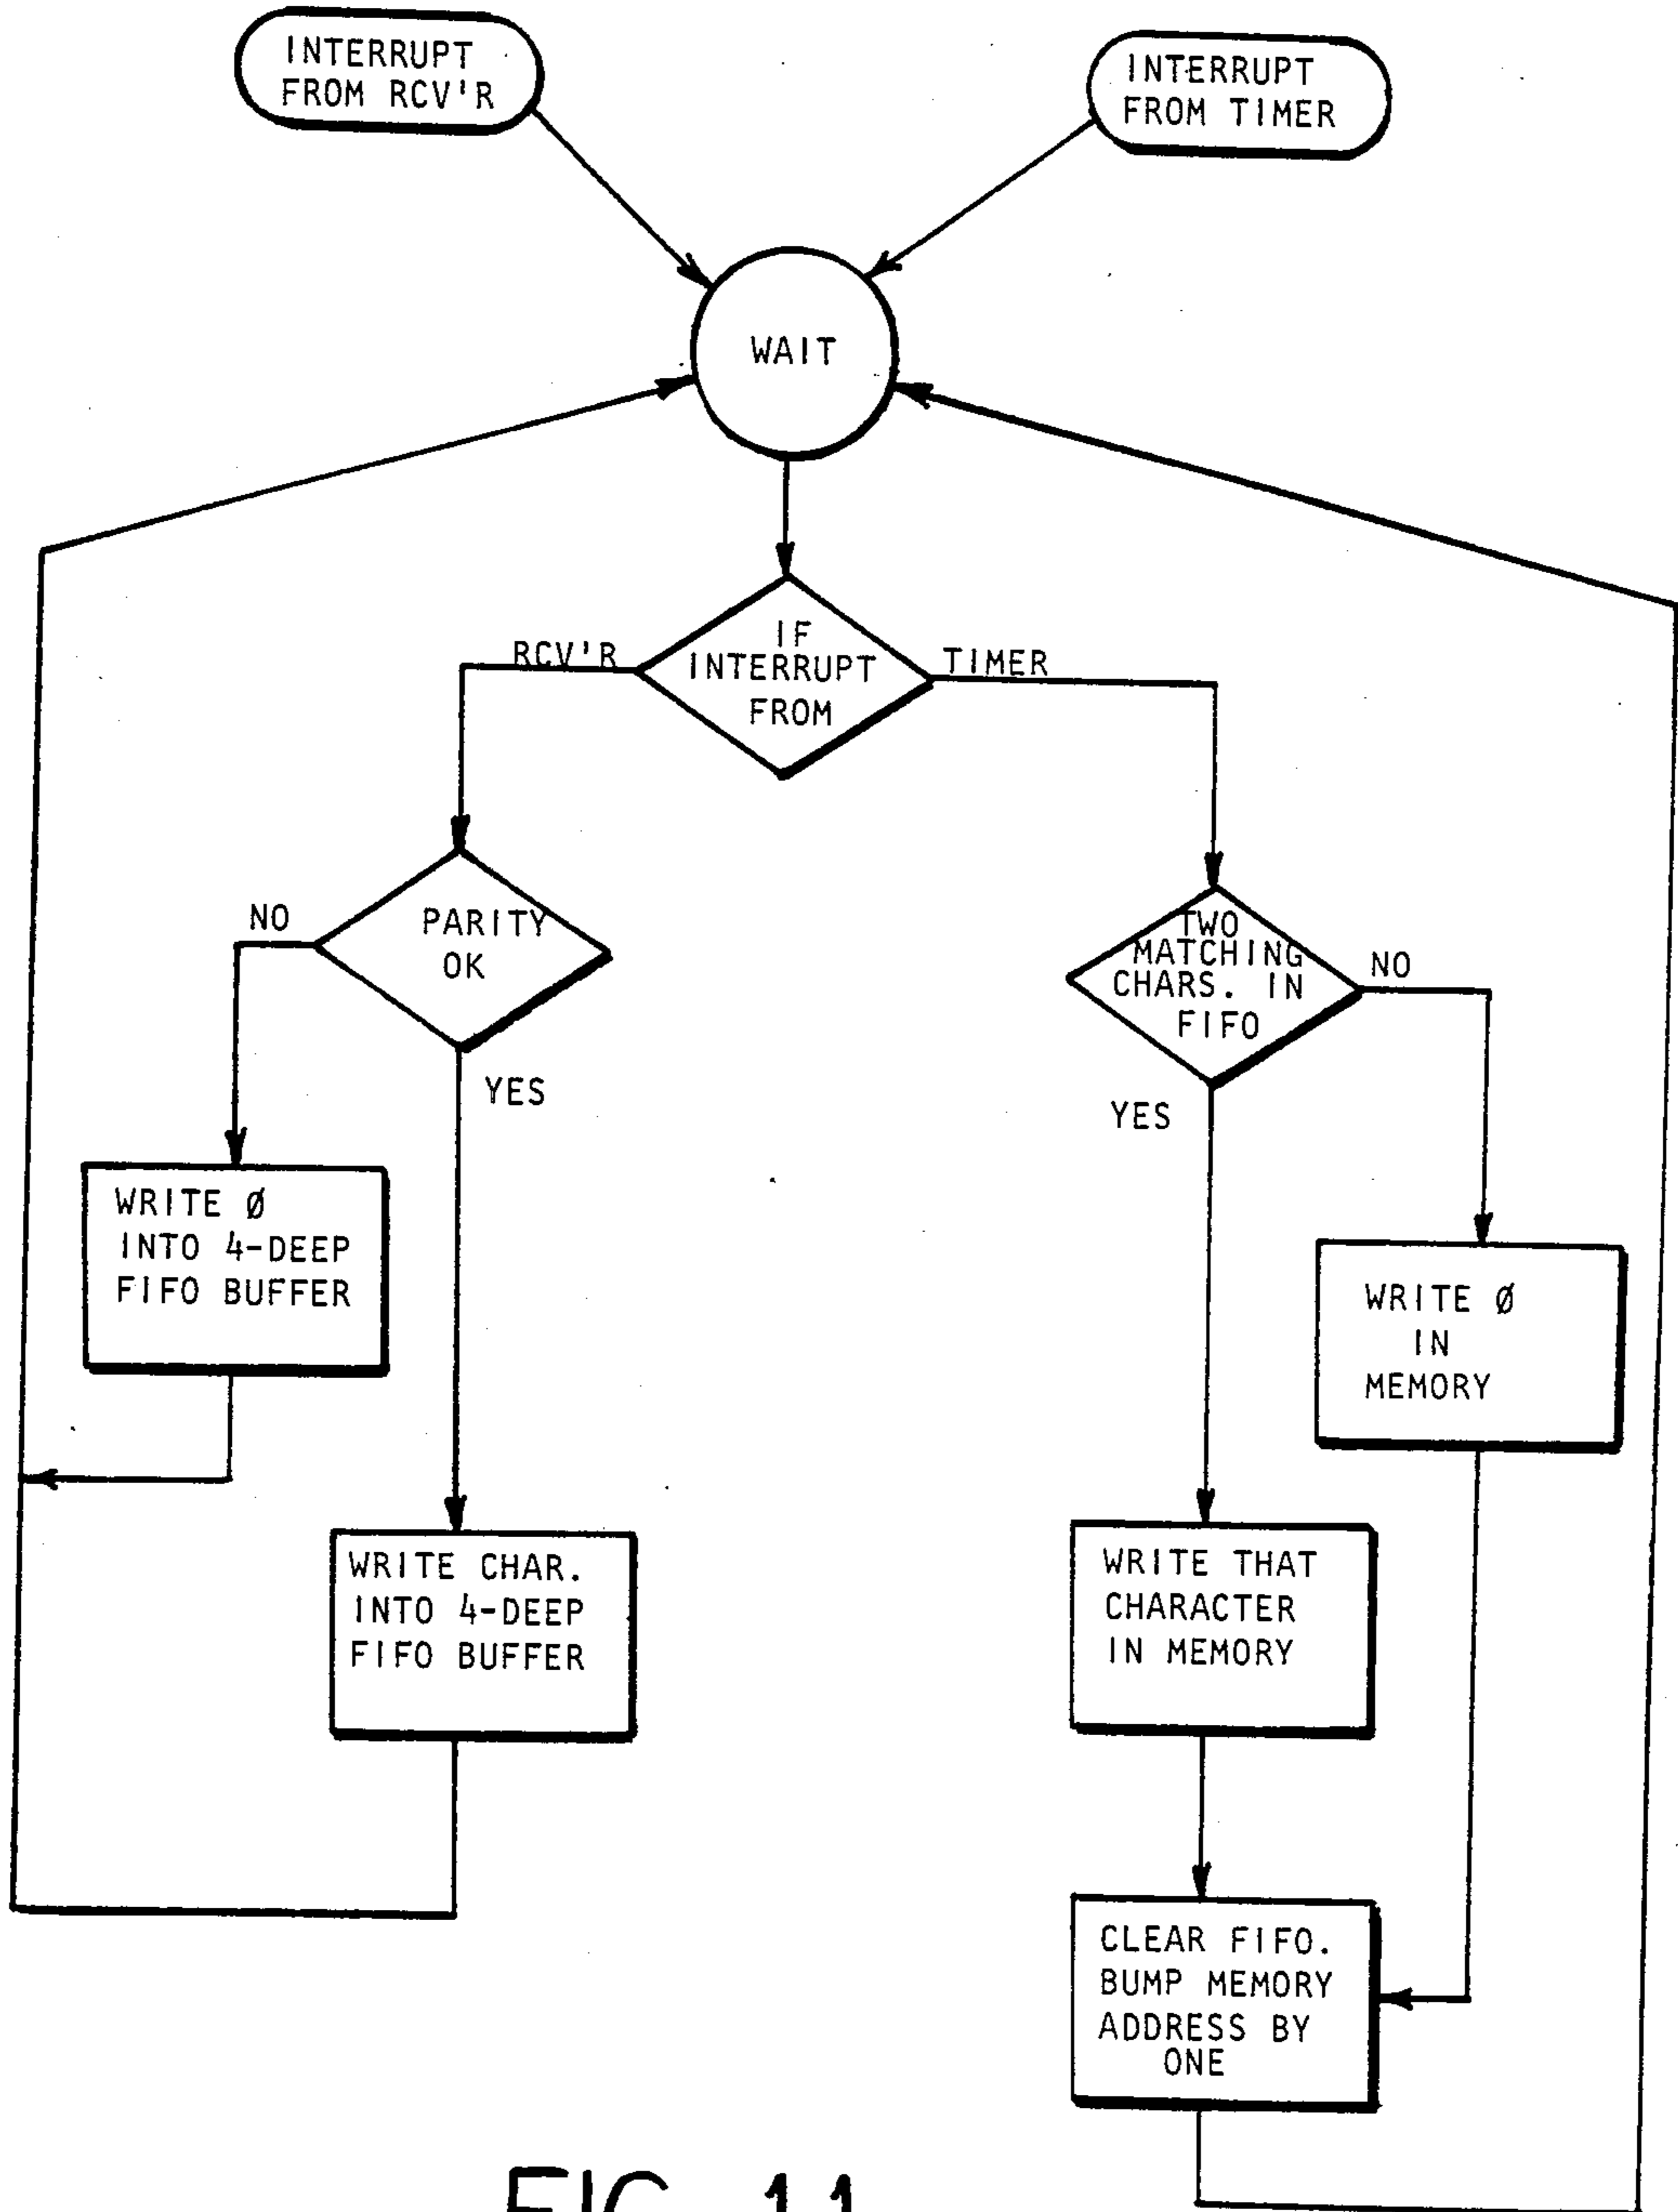 INTERRUPT
FROM RCV'R
INTERRUPT
FROM TIMER
WAIT
IF
INTERRUPT
FROM
RCV'R
TIMER
PARITY
OK
NO
YES
TWO
MATCHING
CHARS. IN
FIFO
NO
YES
WRITE Ø
INTO 4-DEEP
FIFO BUFFER
WRITE Ø
IN
MEMORY
WRITE CHAR.
INTO 4-DEEP
FIFO BUFFER
WRITE THAT
CHARACTER
IN MEMORY
CLEAR FIFO.
BUMP MEMORY
ADDRESS BY
ONE
FIG. 11